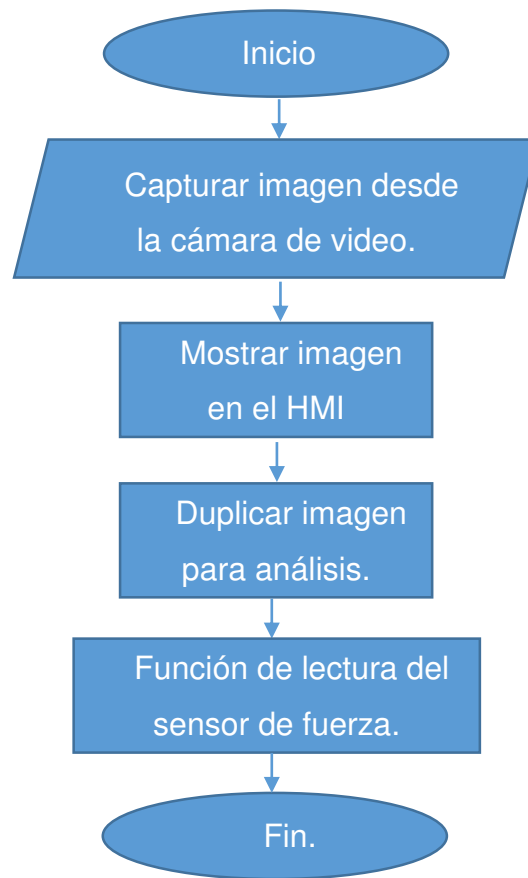 Inicio
Capturar imagen desde
la cámara de video.
Mostrar imagen
en el HMI
Duplicar imagen
para análisis.
Función de lectura del
sensor de fuerza.
Fin.